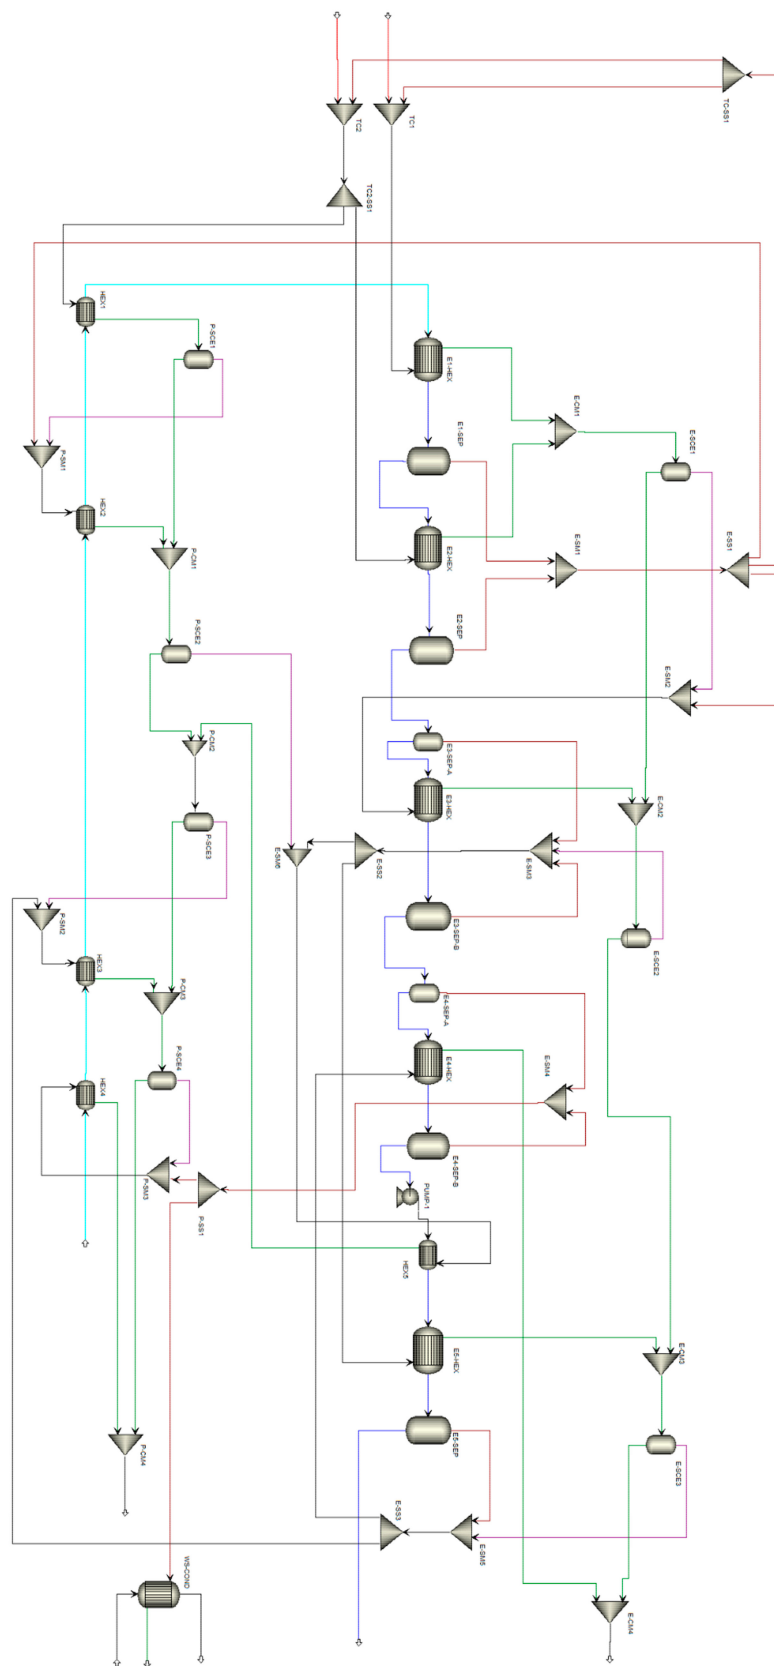 TC-SS1
TC2
TC1
TC2-SS1
HEX1
P-SCE1
E1-HEX
E-CM1
E1-SEP
E-SCE1
P-SM1
HEX2
P-CM1
E2-HEX
E-SM1
E-SS1
P-SCE2
E2-SEP
E-SM2
P-CM2
E3-SEP-A
E3-HEX
E-CM2
P-SCE3
E-SM6
E-SS2
E-SM3
P-SM2
E3-SEP-B
E-SCE2
HEX3
P-CM3
E4-SEP-A
HEX4
P-SCE4
E4-HEX
E-SM4
P-SM3
P-SS1
E4-SEP-B
PUMP-1
HEX5
E5-HEX
E-CM3
P-CM4
E5-SEP
E-SCE3
E-SS3
E-SM5
WS-COND
E-CM4